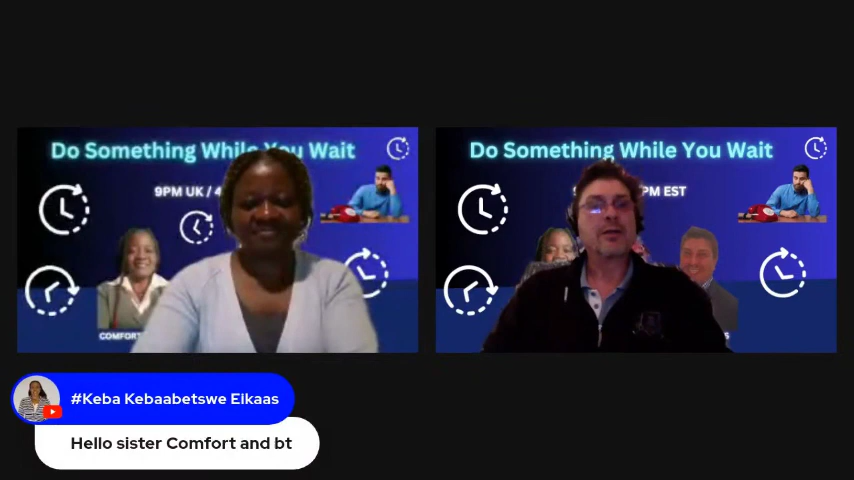 Do Something While You Wait
9PM UK / 4
COMFORT
Do Something While You Wait
PM EST
#Keba Kebaabetswe Elkaas
Hello sister Comfort and bt